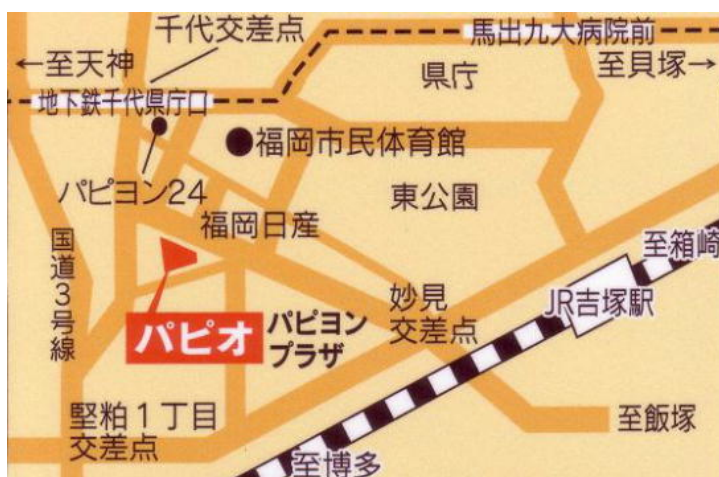 千代交差点
馬出九大病院前
←至天神
県庁
至貝塚→
地下鉄千代県庁口
●福岡市民体育館
パピヨン24
東公園
福岡日産
国道3号線
至箱崎
妙見
交差点
JR吉塚駅
パピオ
パピヨン
プラザ
堅粕1丁目
交差点
至飯塚
至博多